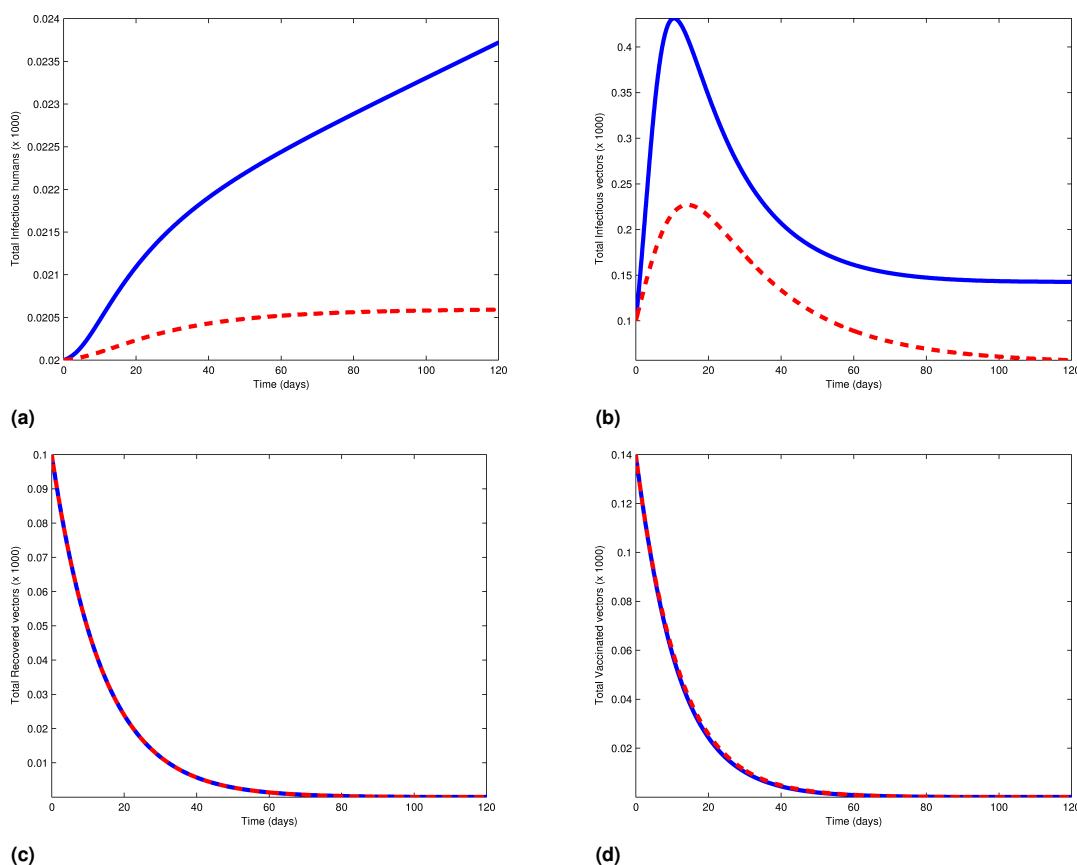 0.024
0.0235
0.023
0.0225
0.022
0.0215
0.021
0.0205
0.02
Total Infectious humans (x 1000)
0 20 40 60 80 100 120
Time (days)
(a)
0.4
0.35
0.3
0.25
0.2
0.15
0.1
Total Infectious vectors (x 1000)
0 20 40 60 80 100 120
Time (days)
(b)
0.1
0.09
0.08
0.07
0.06
0.05
0.04
0.03
0.02
0.01
Total Recovered vectors (x 1000)
0 20 40 60 80 100 120
Time (days)
(c)
0.14
0.12
0.1
0.08
0.06
0.04
0.02
Total Vaccinated vectors (x 1000)
0 20 40 60 80 100 120
Time (days)
(d)